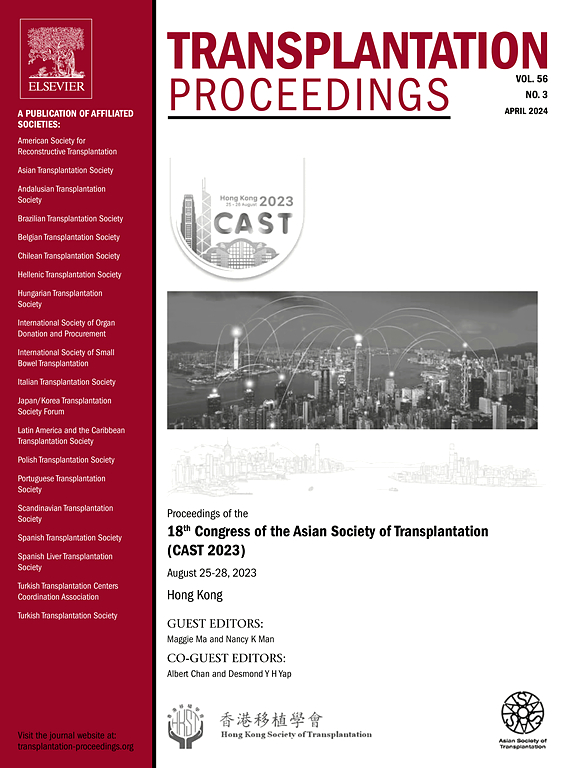 ELSEVIER
A PUBLICATION OF AFFILIATED
SOCIETIES:
American Society for
Reconstructive Transplantation
Asian Transplantation Society
Andalusian Transplantation
Society
Brazilian Transplantation Society
Belgian Transplantation Society
Chilean Transplantation Society
Hellenic Transplantation Society
Hungarian Transplantation
Society
International Society of Organ
Donation and Procurement
International Society of Small
Bowel Transplantation
Italian Transplantation Society
Japan/Korea Transplantation
Society Forum
Latin America and the Caribbean
Transplantation Society
Polish Transplantation Society
Portuguese Transplantation
Society
Scandinavian Transplantation
Society
Spanish Transplantation Society
Spanish Liver Transplantation
Society
Turkish Transplantation Centers
Coordination Association
Turkish Transplantation Society
Visit the journal website at:
transplantation-proceedings.org
TRANSPLANTATION
PROCEEDINGS
VOL. 56
NO. 3
APRIL 2024
Hong Kong 2023
25 - 28 August
CAST
Proceedings of the
18th Congress of the Asian Society of Transplantation
(CAST 2023)
August 25-28, 2023
Hong Kong
GUEST EDITORS:
Maggie Ma and Nancy K Man
CO-GUEST EDITORS:
Albert Chan and Desmond Y H Yap
香港移植學會
Hong Kong Society of Transplantation
Asian Society of
Transplantation